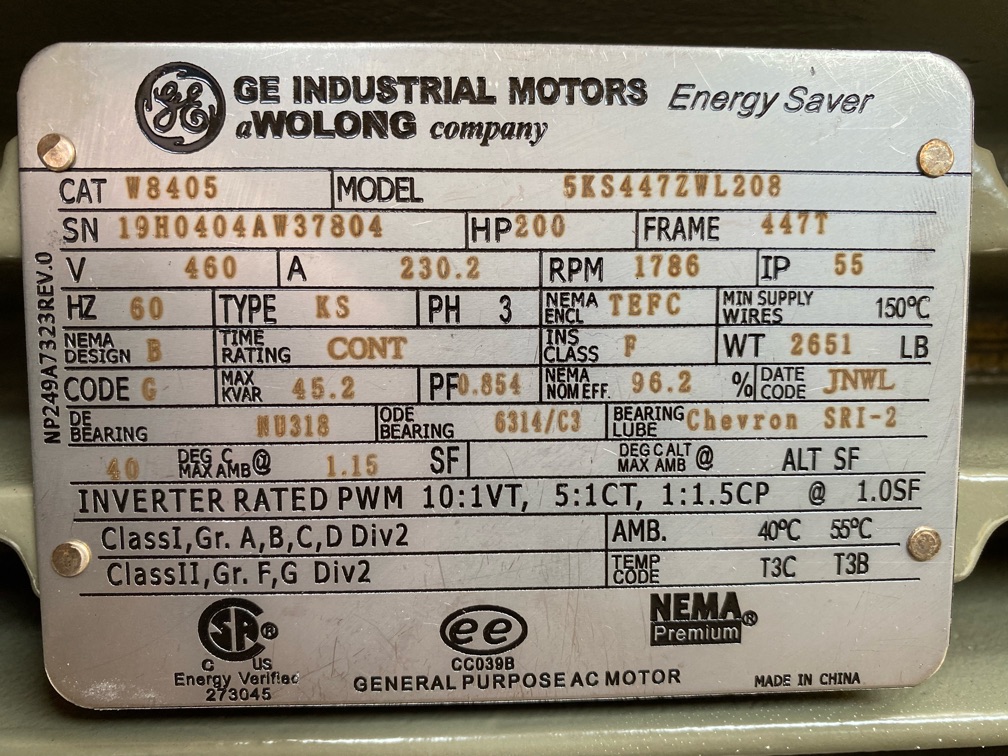 GE GE INDUSTRIAL MOTORS Energy Saver
aWOLONG company
CAT W8405 MODEL 5KS447ZWL208
SN 19H0404AW37804 HP 200 FRAME 447T
V 460 A 230.2 RPM 1786 IP 55
HZ 60 TYPE KS PH 3 NEMA ENCL TEFC MIN SUPPLY WIRES 150°C
NEMA DESIGN B TIME RATING CONT INS CLASS F WT 2651 LB
CODE G MAX KVAR 45.2 PF 0.854 NEMA NOM EFF. 96.2 % DATE CODE JNWL
DE BEARING NU318 ODE BEARING 6314/C3 BEARING LUBE Chevron SRI-2
40 DEG C MAX AMB @ 1.15 SF DEG C ALT MAX AMB @ ALT SF
INVERTER RATED PWM 10:1VT, 5:1CT, 1:1.5CP @ 1.0SF
ClassI,Gr. A,B,C,D Div2 AMB. 40°C 55°C
ClassII,Gr. F,G Div2 TEMP CODE T3C T3B
SA® ee NEMA®
Premium
C US CC039B
Energy Verified GENERAL PURPOSE AC MOTOR MADE IN CHINA
273045
NP249A7323REV.0